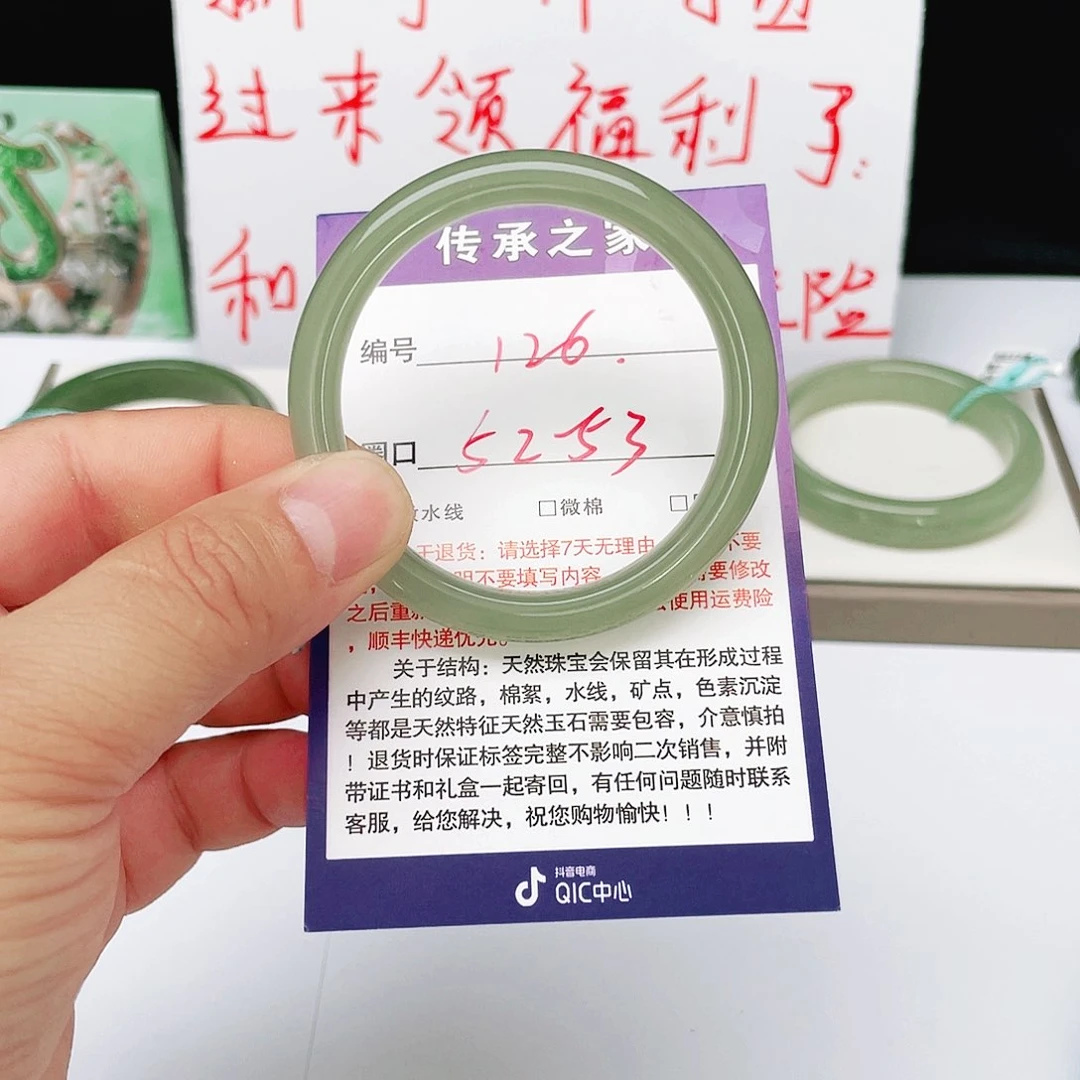 过来领福利了:
和
险
传承之家
编号 126.
圈口 5253
水线 □微棉 □
于退货：请选择7天无理由 不要
不要填写内容 需要修改
之后重 使用运费险
，顺丰快递优先。
关于结构：天然珠宝会保留其在形成过程
中产生的纹路，棉絮，水线，矿点，色素沉淀
等都是天然特征天然玉石需要包容，介意慎拍
！退货时保证标签完整不影响二次销售，并附
带证书和礼盒一起寄回，有任何问题随时联系
客服，给您解决，祝您购物愉快！！！
抖音电商
QIC中心